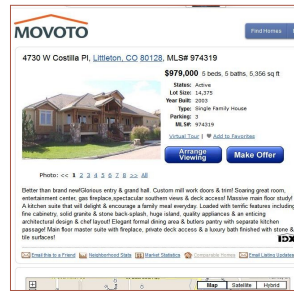 MOVOTO
Find Homes
4730 W Costilla Pl, Littleton, CO 80128, MLS# 974319
$979,000 5 beds, 5 baths, 5,356 sq ft
Status: Active
Lot Size: 14,375
Year Built: 2003
Type: Single Family House
Parking: 3
MLS#: 974319
Virtual Tour | Add to Favorites
Arrange Viewing
Make Offer
Photo: << 1 2 3 4 5 6 7 8 >> All
Better than brand new!Glorious entry & grand hall. Custom mill work doors & trim! Soaring great room,
entertainment center, gas fireplace,spectacular southern views & deck access! Massive main floor study!
A kitchen suite that will delight & encourage a family meal everyday. Loaded with terrific features including
fine cabinetry, solid granite & stone back-splash, huge island, quality appliances & an enticing
architectural design & chef layout! Elegant formal dining area & butlers pantry with separate kitchen
passage! Main floor master suite with fireplace, private deck access & a luxury bath finished with stone &
tile surfaces!
IDX
Email this to a Friend Neighborhood Stats Market Statistics Comparable Homes Email Listing Updates
Map Satellite Hybrid